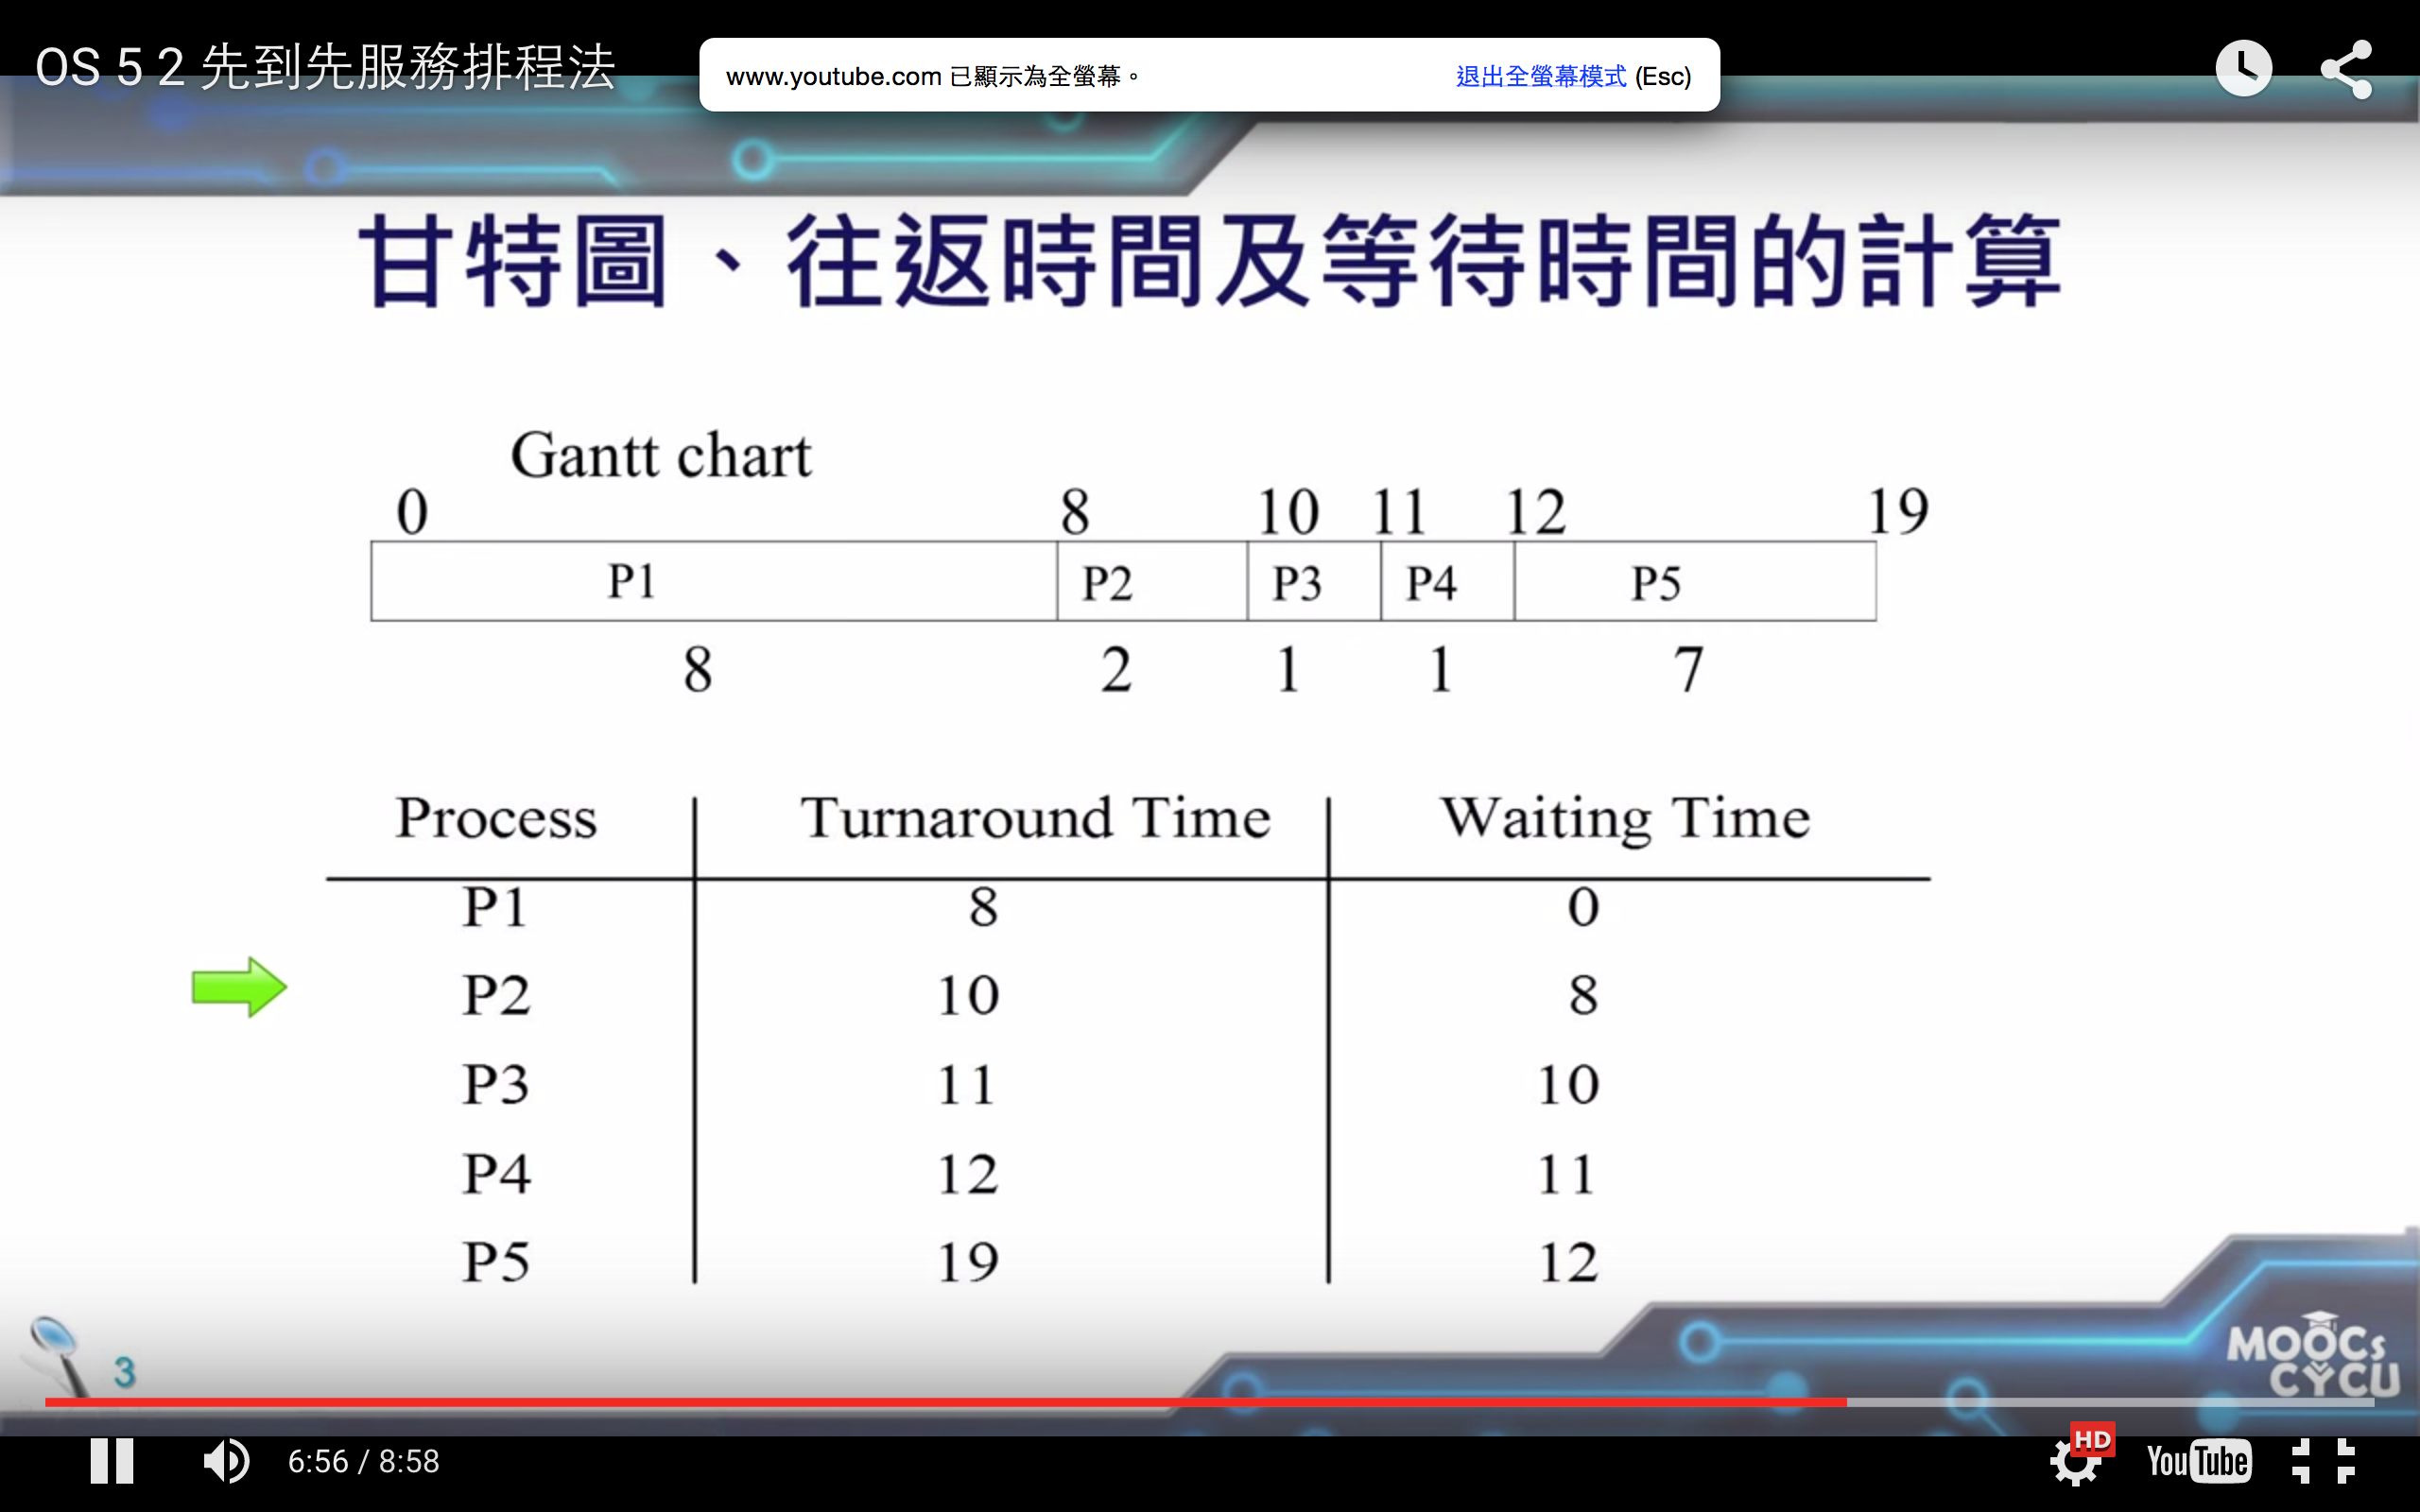 OS 5 2 先到先服務排程法
www.youtube.com 已顯示為全螢幕。 退出全螢幕模式 (Esc)
甘特圖、往返時間及等待時間的計算
Gantt chart
0 8 10 11 12 19
P1 P2 P3 P4 P5
8 2 1 1 7
Process Turnaround Time Waiting Time
P1 8 0
P2 10 8
P3 11 10
P4 12 11
P5 19 12
3
MOOCs
CYCU
6:56 / 8:58
HD
YouTube